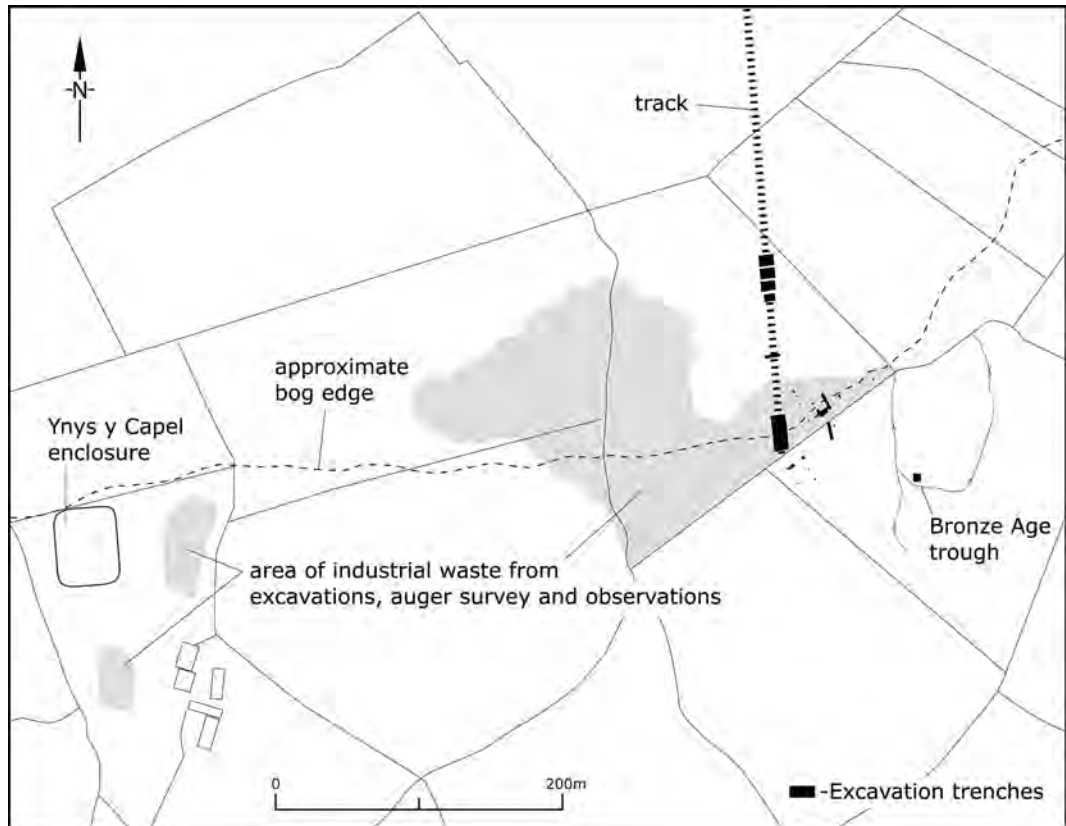 -N-
track
approximate
bog edge
Ynys y Capel
enclosure
Bronze Age
trough
area of industrial waste from
excavations, auger survey and observations
0
200m
-Excavation trenches